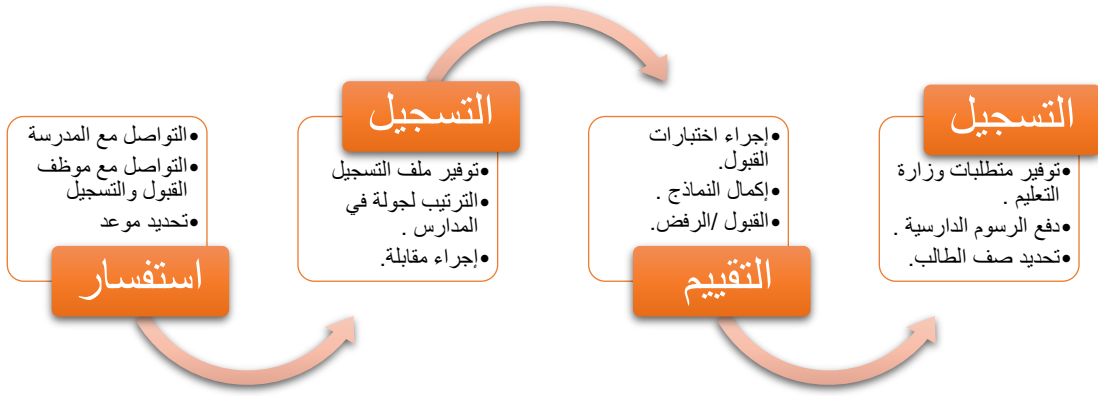 •التواصل مع المدرسة
•التواصل مع موظف
القبول والتسجيل
•تحديد موعد
استفسار
التسجيل
•توفير ملف التسجيل
•الترتيب لجولة في
المدارس .
•إجراء مقابلة.
•إجراء اختبارات
القبول.
•إكمال النماذج .
•القبول /الرفض.
التقييم
التسجيل
•توفير متطلبات وزارة
التعليم .
•دفع الرسوم الدارسية .
•تحديد صف الطالب.